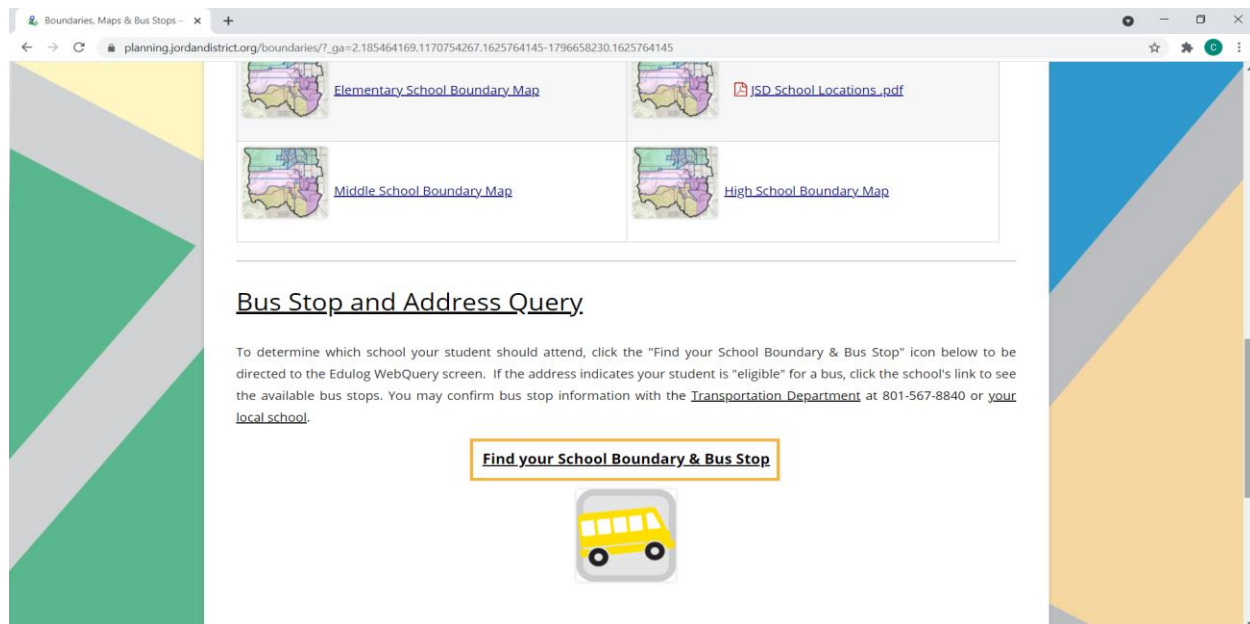 Boundaries, Maps & Bus Stops –
planning.jordandistrict.org/boundaries/?_ga=2.185464169.1170754267.1625764145-1796658230.1625764145
C
Elementary School Boundary Map
JSD School Locations .pdf
Middle School Boundary Map
High School Boundary Map
Bus Stop and Address Query
To determine which school your student should attend, click the "Find your School Boundary & Bus Stop" icon below to be
directed to the Edulog WebQuery screen. If the address indicates your student is "eligible" for a bus, click the school's link to see
the available bus stops. You may confirm bus stop information with the Transportation Department at 801-567-8840 or your
local school.
Find your School Boundary & Bus Stop